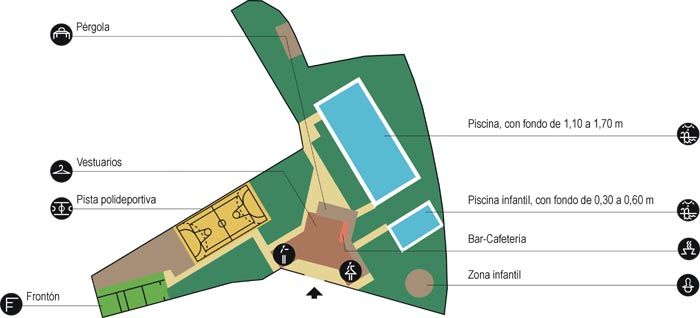 Pérgola
Vestuarios
Pista polideportiva
F Frontón
Piscina, con fondo de 1,10 a 1,70 m
Piscina infantil, con fondo de 0,30 a 0,60 m
Bar-Cafetería
Zona infantil